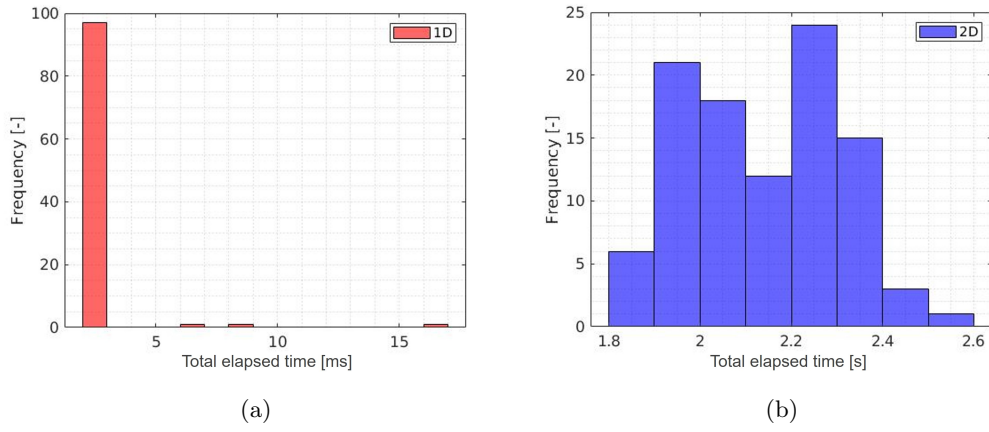 100
80
60
40
20
0
Frequency [-]
1D
5
10
15
Total elapsed time [ms]
(a)
25
20
15
10
5
0
Frequency [-]
2D
1.8
2
2.2
2.4
2.6
Total elapsed time [s]
(b)